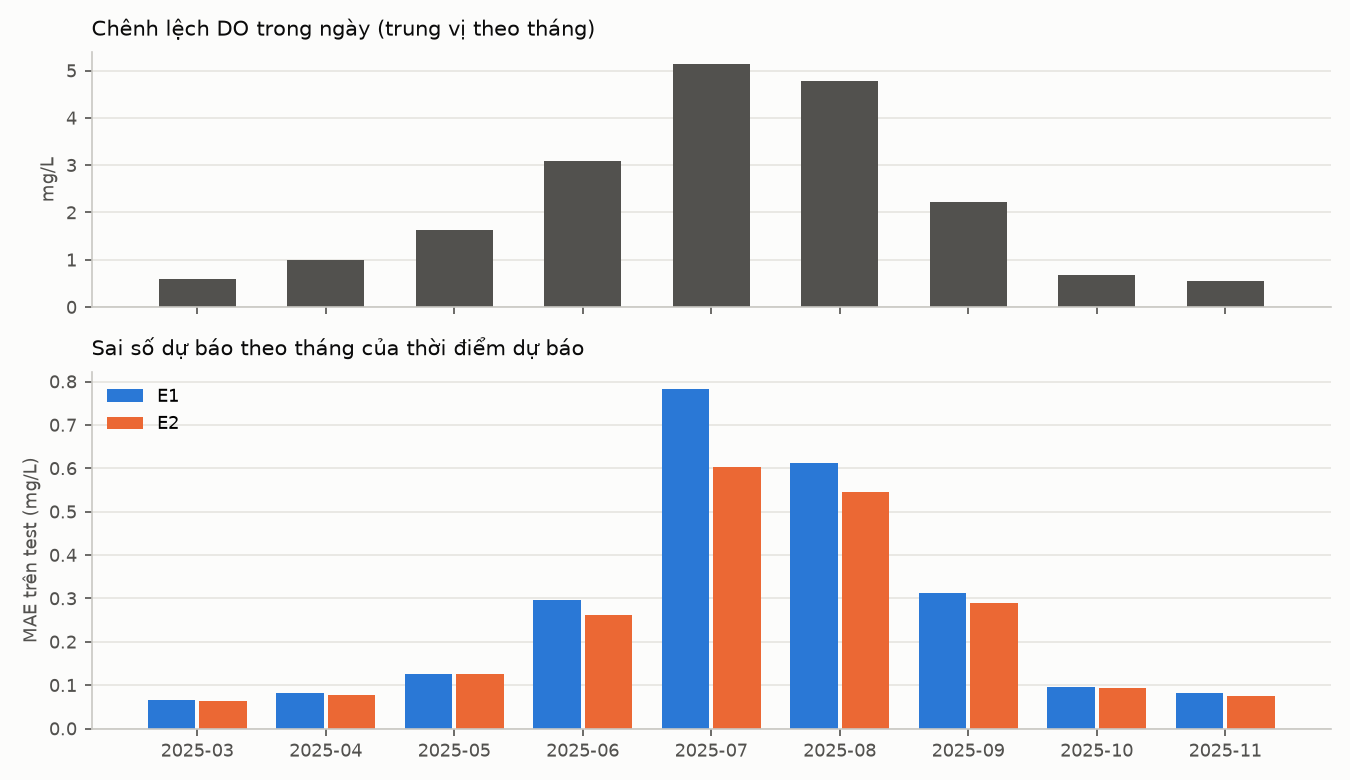 Chênh lệch DO trong ngày (trung vị theo tháng)
5
4
3
2
1
0
mg/L
Sai số dự báo theo tháng của thời điểm dự báo
0.8
0.7
0.6
0.5
0.4
0.3
0.2
0.1
0.0
MAE trên test (mg/L)
E1
E2
2025-03 2025-04 2025-05 2025-06 2025-07 2025-08 2025-09 2025-10 2025-11